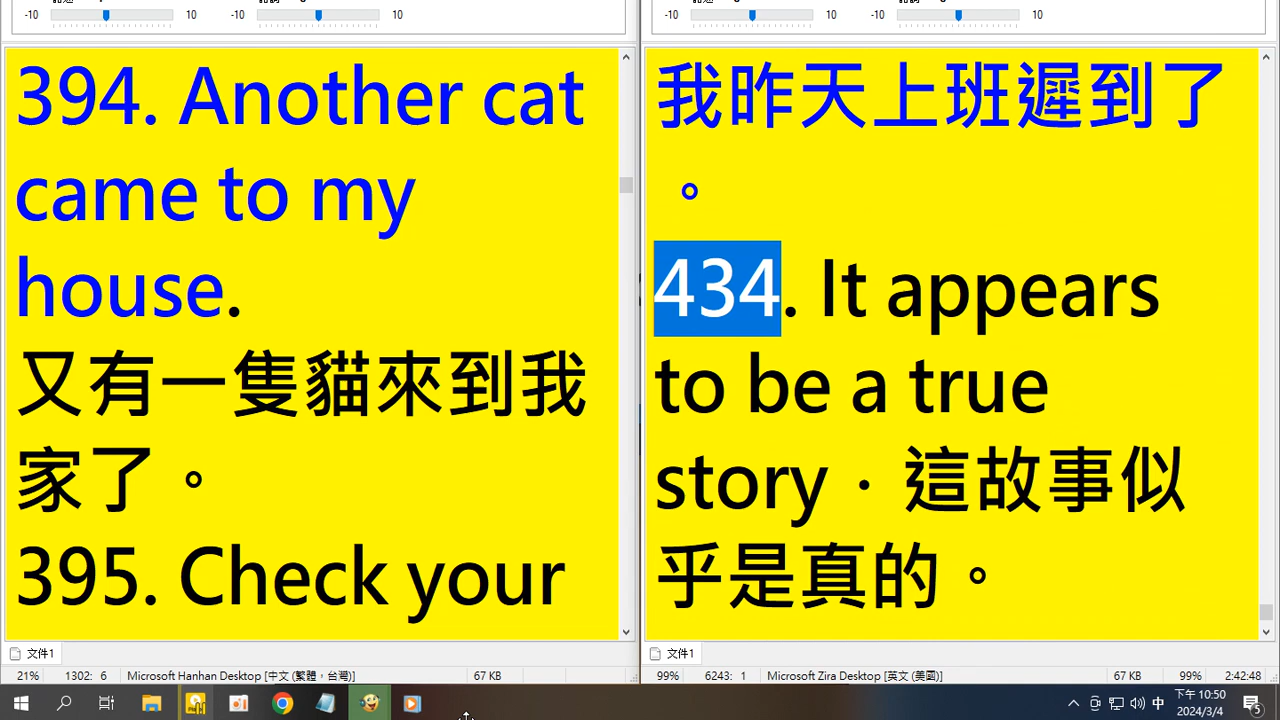 -10 10 -10 10
394. Another cat
came to my
house.
又有一隻貓來到我
家了。
395. Check your
文件1
21% 1302: 6 Microsoft Hanhan Desktop [中文 (繁體，台灣)] 67 KB
-10 10 -10 10
我昨天上班遲到了
。
434. It appears
to be a true
story．這故事似
乎是真的。
文件1
99% 6243: 1 Microsoft Zira Desktop [英文 (美國)] 67 KB 99% 2:42:48
中 下午 10:50
2024/3/4
5